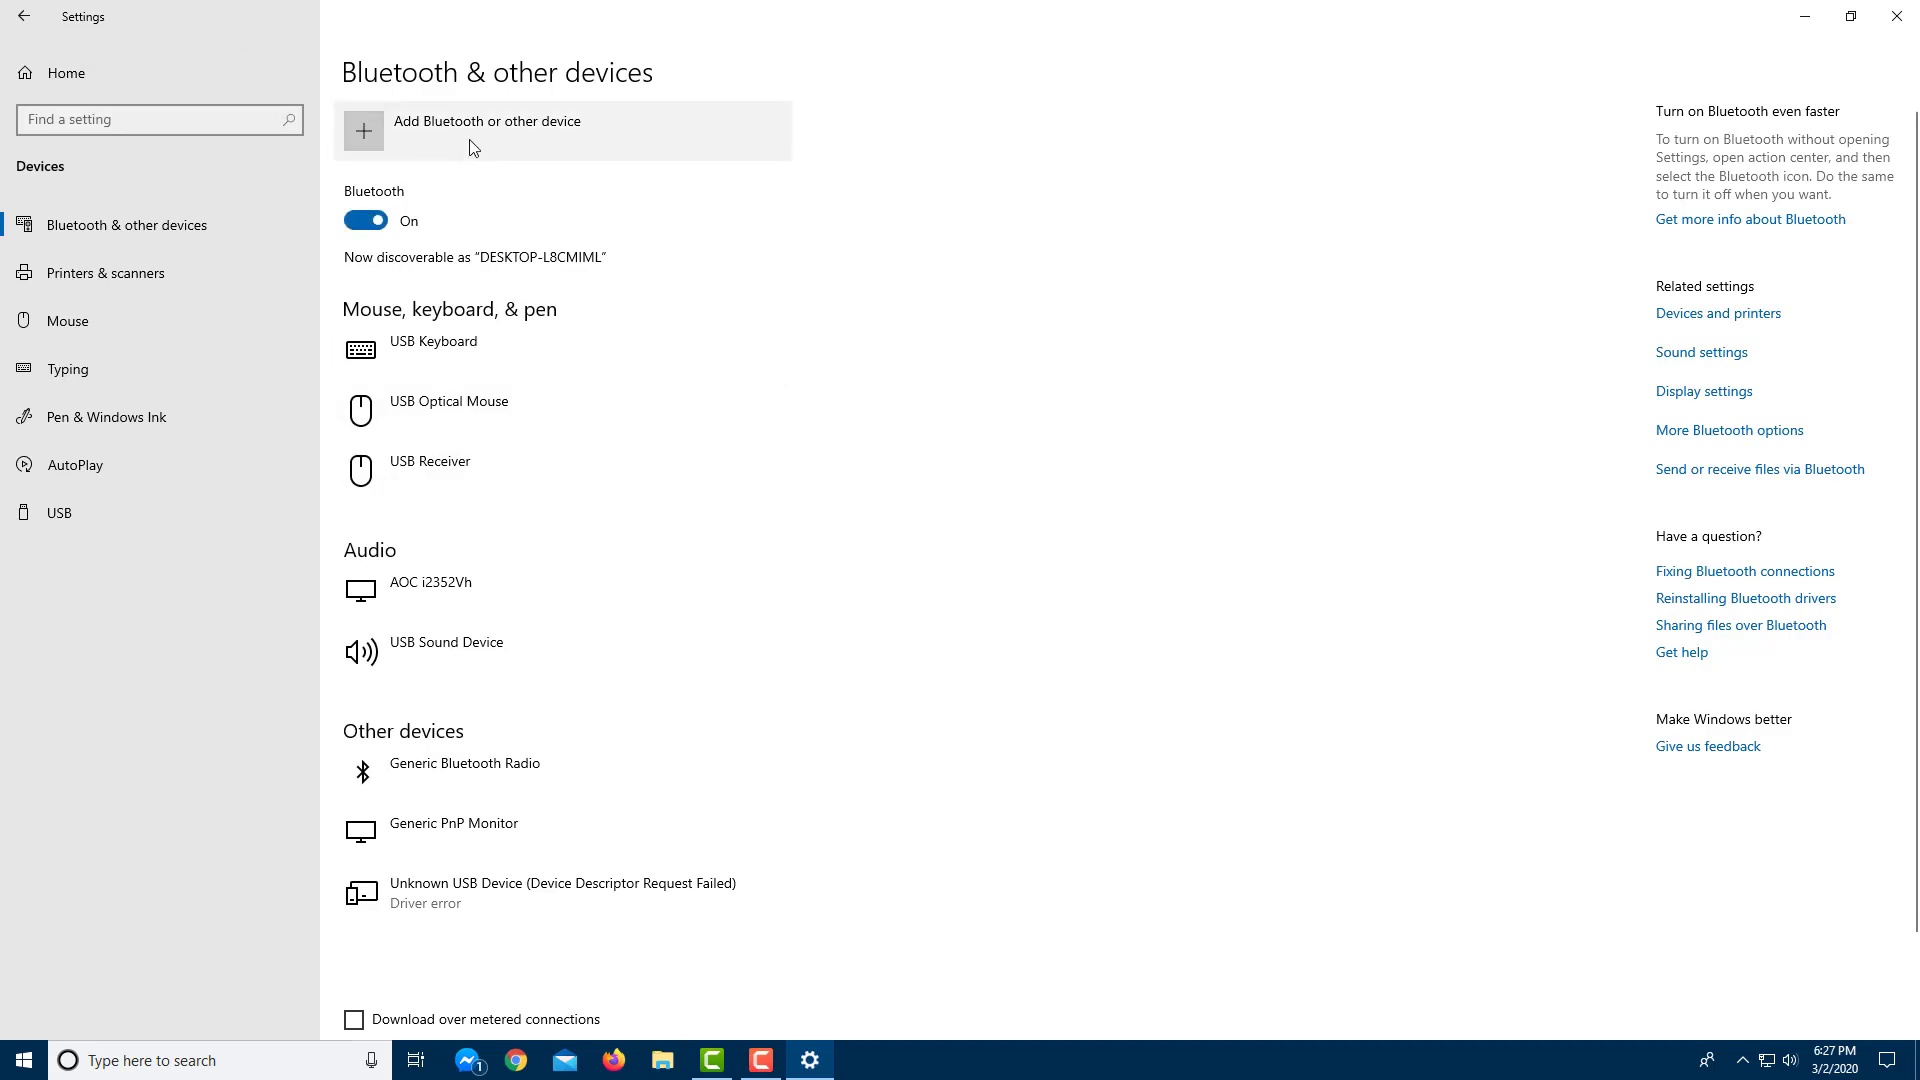 Settings
Home
Find a setting
Devices
Bluetooth & other devices
Printers & scanners
Mouse
Typing
Pen & Windows Ink
AutoPlay
USB
Bluetooth & other devices
Add Bluetooth or other device
Bluetooth
On
Now discoverable as “DESKTOP-L8CMIML”
Mouse, keyboard, & pen
USB Keyboard
USB Optical Mouse
USB Receiver
Audio
AOC i2352Vh
USB Sound Device
Other devices
Generic Bluetooth Radio
Generic PnP Monitor
Unknown USB Device (Device Descriptor Request Failed)
Driver error
Download over metered connections
Turn on Bluetooth even faster
To turn on Bluetooth without opening
Settings, open action center, and then
select the Bluetooth icon. Do the same
to turn it off when you want.
Get more info about Bluetooth
Related settings
Devices and printers
Sound settings
Display settings
More Bluetooth options
Send or receive files via Bluetooth
Have a question?
Fixing Bluetooth connections
Reinstalling Bluetooth drivers
Sharing files over Bluetooth
Get help
Make Windows better
Give us feedback
Type here to search
1
6:27 PM
3/2/2020